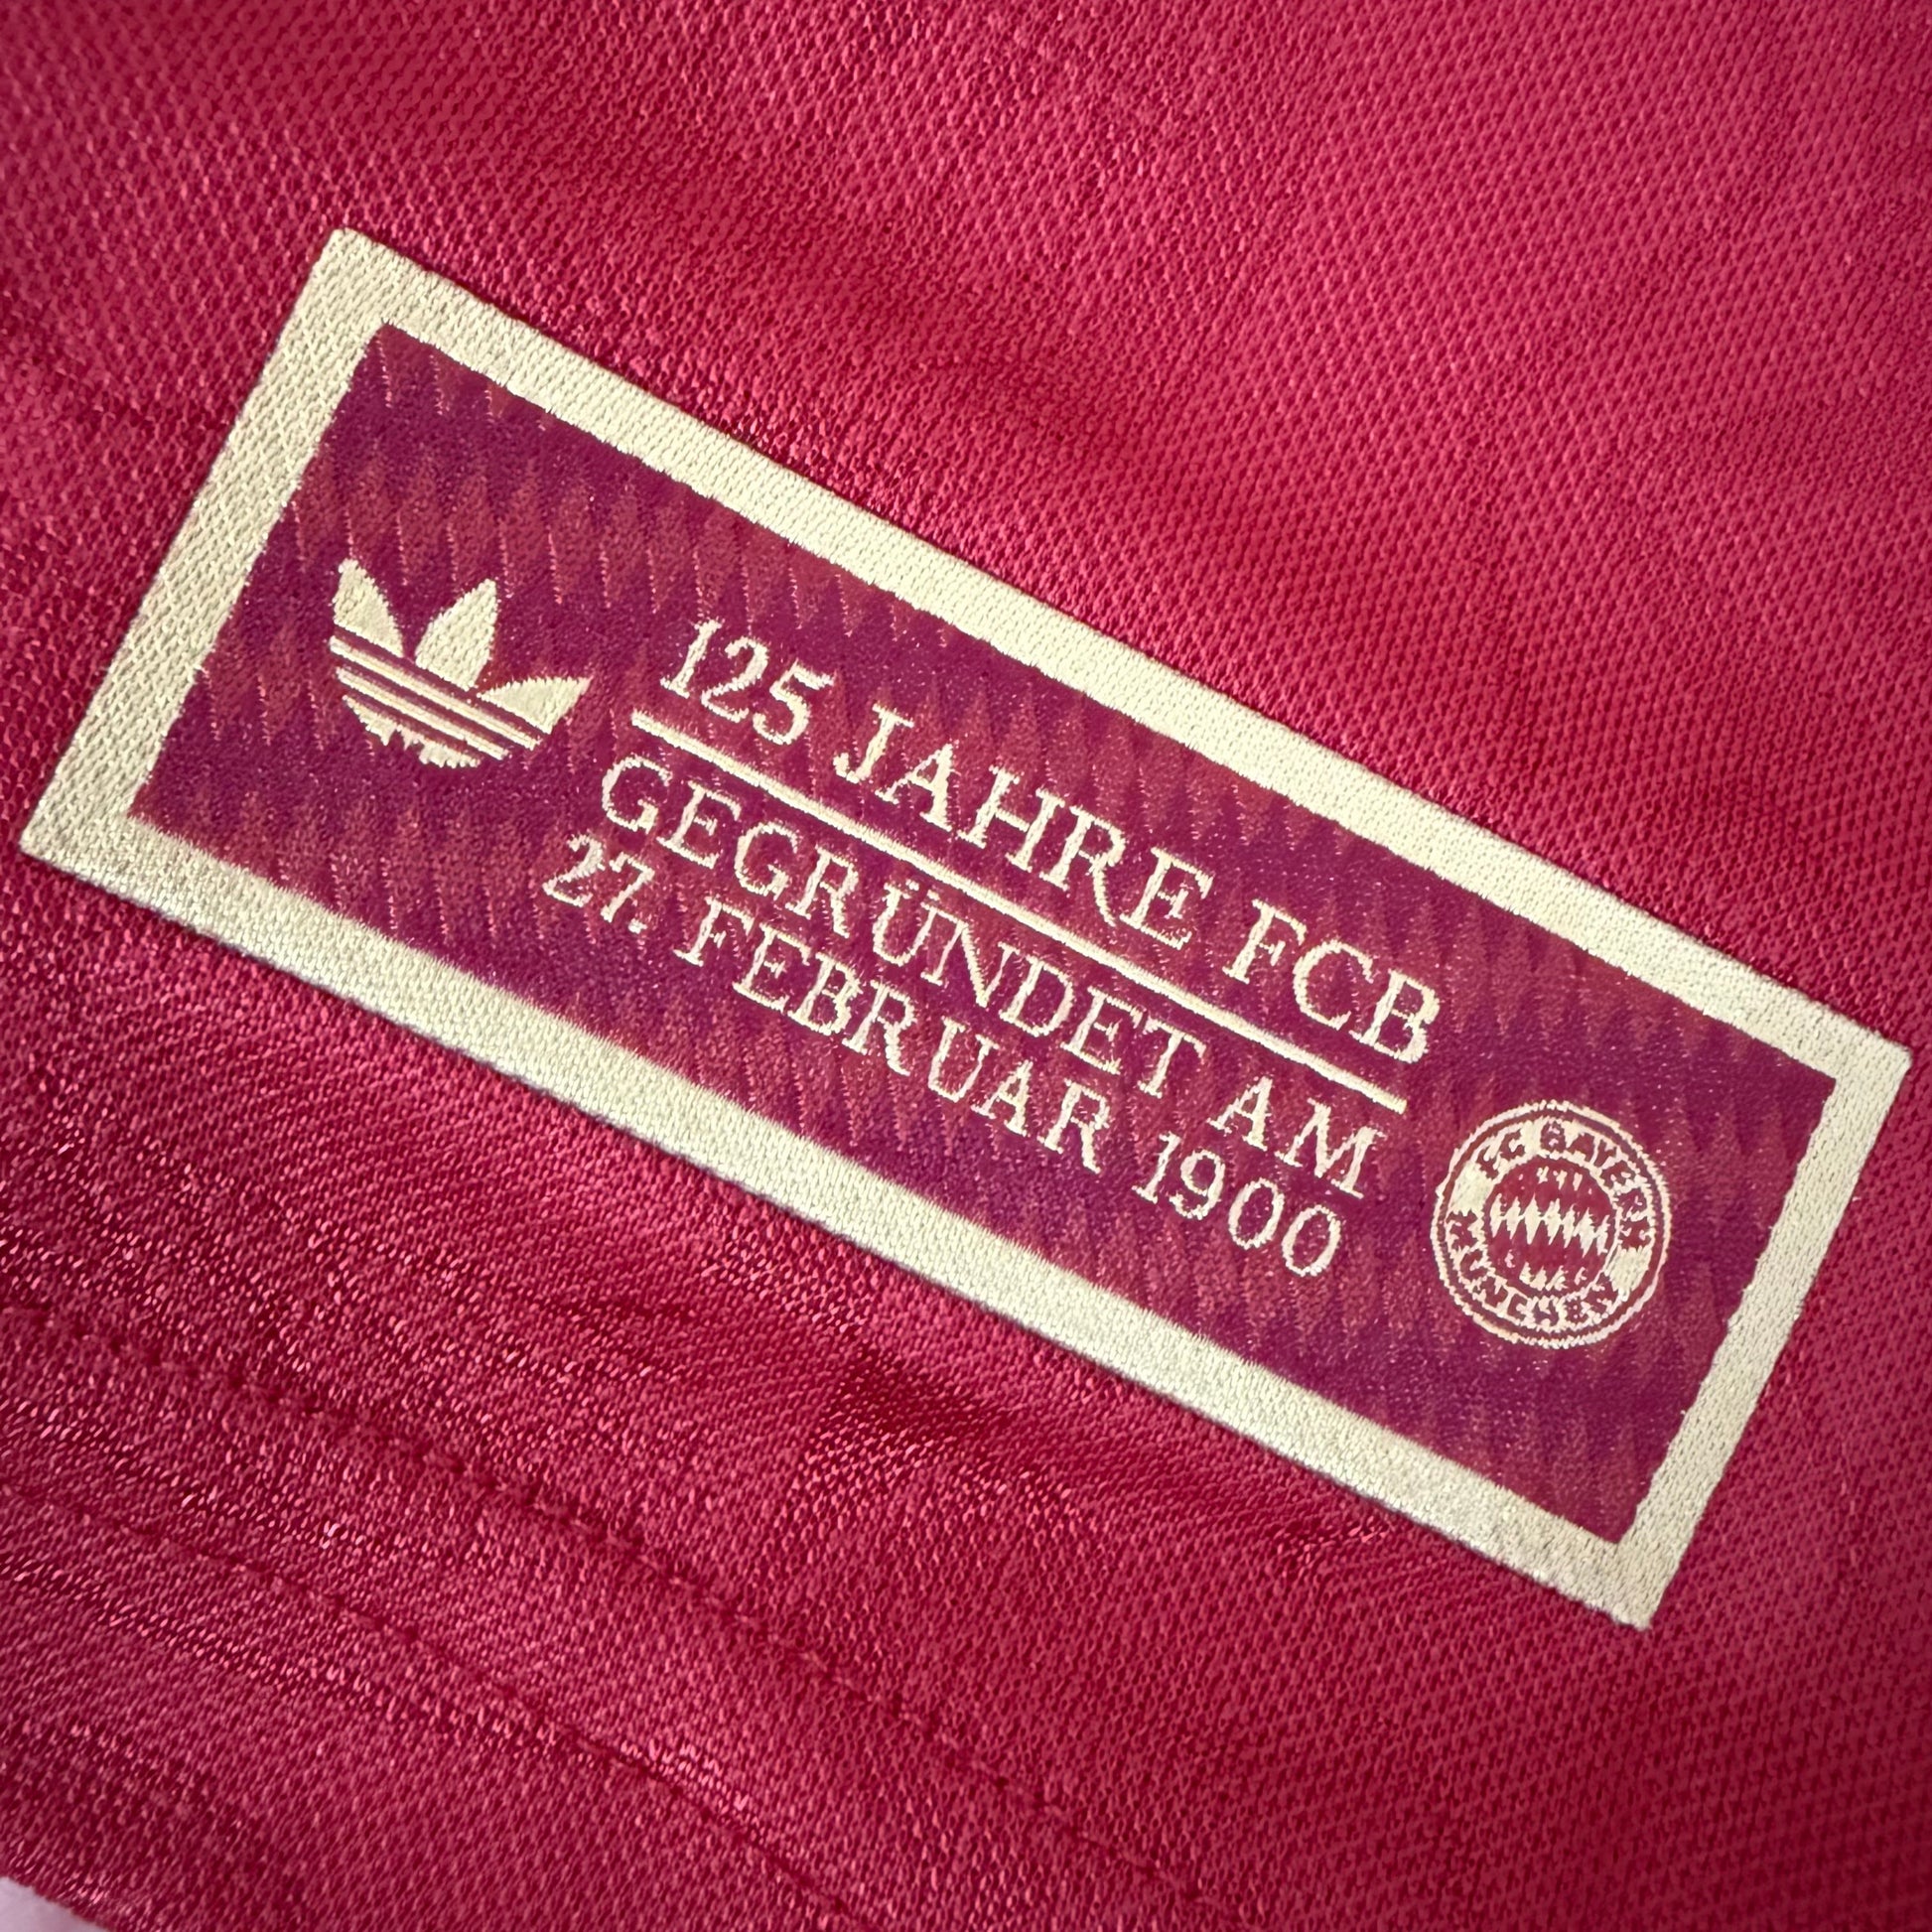 125 JAHRE FCB
GEGRÜNDET AM
27. FEBRUAR 1900
FC BAYERN
MÜNCHEN